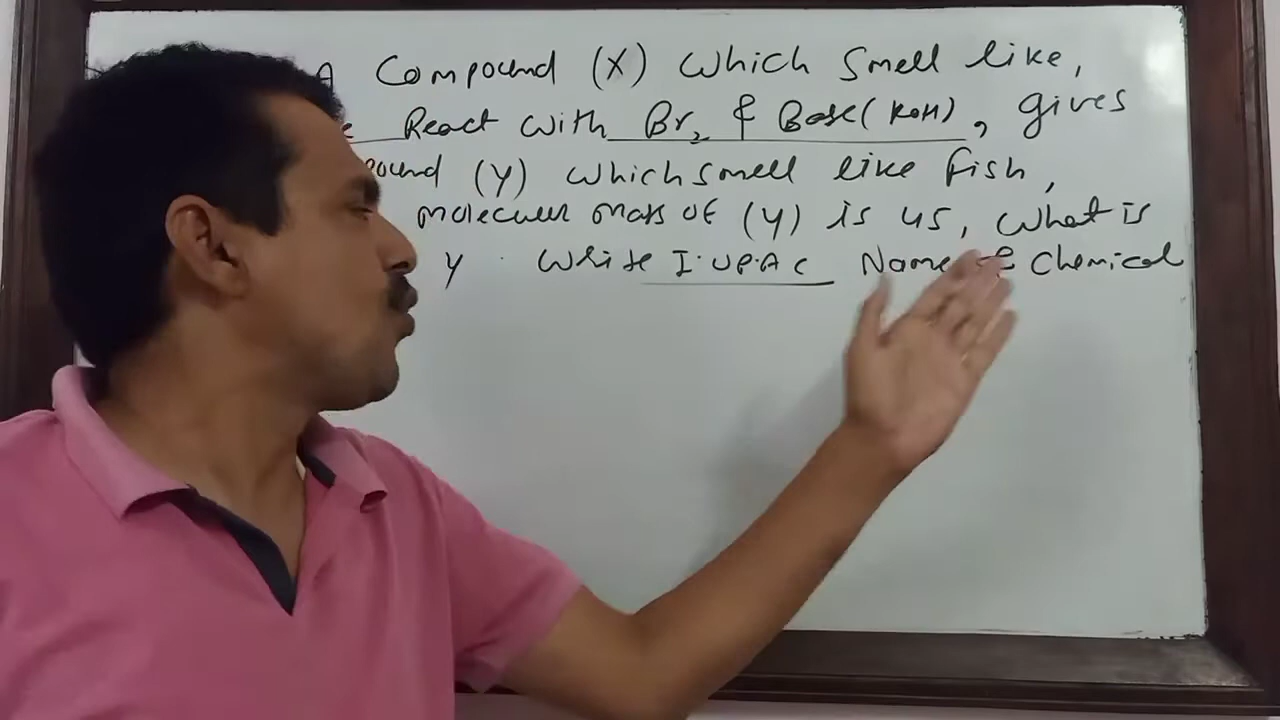 A Compound (X) Which Smell like,
React with Br₂ & Base (KOH), gives
(Y) which smell like fish,
molecular mass of (Y) is 45, What is
Y. Write I.UP.A.C Name & Chemical